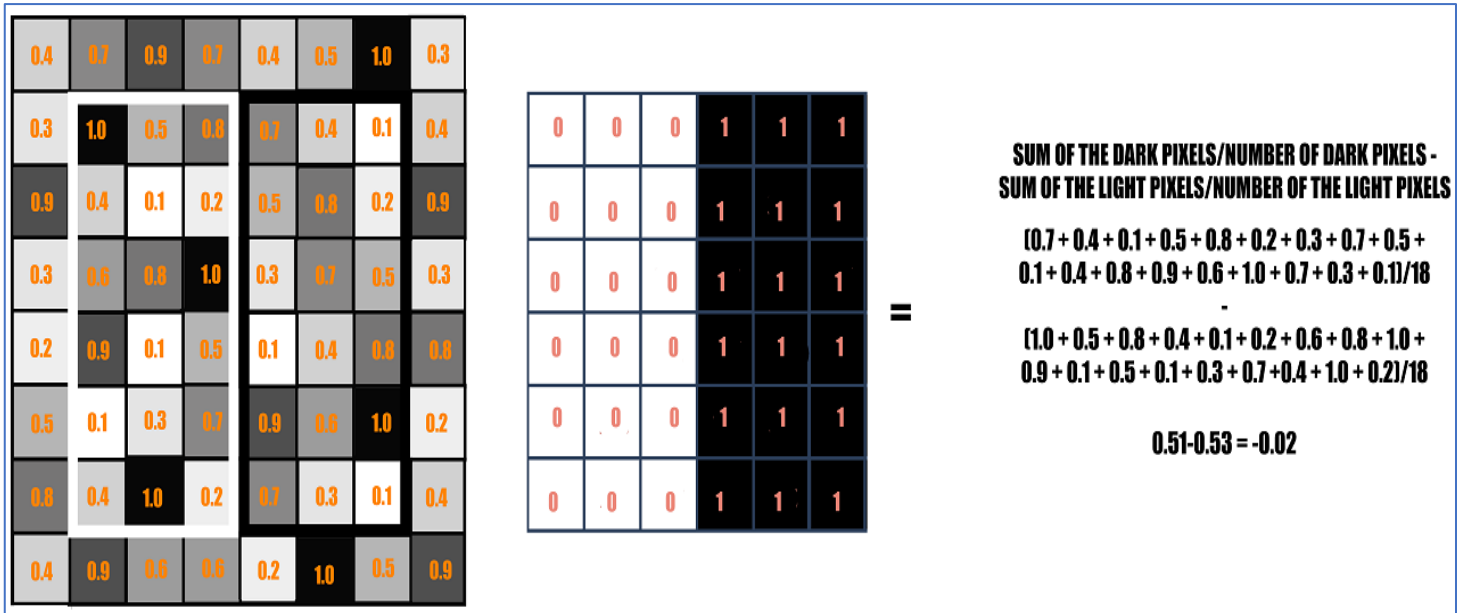 0.4 0.7 0.9 0.7 0.4 0.5 1.0 0.3
0.3 1.0 0.5 0.8 0.7 0.4 0.1 0.4
0.9 0.4 0.1 0.2 0.5 0.8 0.2 0.9
0.3 0.6 0.8 1.0 0.3 0.7 0.5 0.3
0.2 0.9 0.1 0.5 0.1 0.4 0.8 0.8
0.5 0.1 0.3 0.7 0.9 0.6 1.0 0.2
0.8 0.4 1.0 0.2 0.7 0.3 0.1 0.4
0.4 0.9 0.6 0.6 0.2 1.0 0.5 0.9
0 0 0 1 1 1
0 0 0 1 1 1
0 0 0 1 1 1
0 0 0 1 1 1
0 0 0 1 1 1
0 0 0 1 1 1
=
SUM OF THE DARK PIXELS/NUMBER OF DARK PIXELS -
SUM OF THE LIGHT PIXELS/NUMBER OF THE LIGHT PIXELS
(0.7 + 0.4 + 0.1 + 0.5 + 0.8 + 0.2 + 0.3 + 0.7 + 0.5 +
0.1 + 0.4 + 0.8 + 0.9 + 0.6 + 1.0 + 0.7 + 0.3 + 0.1)/18
-
(1.0 + 0.5 + 0.8 + 0.4 + 0.1 + 0.2 + 0.6 + 0.8 + 1.0 +
0.9 + 0.1 + 0.5 + 0.1 + 0.3 + 0.7 +0.4 + 1.0 + 0.2)/18
0.51-0.53 = -0.02